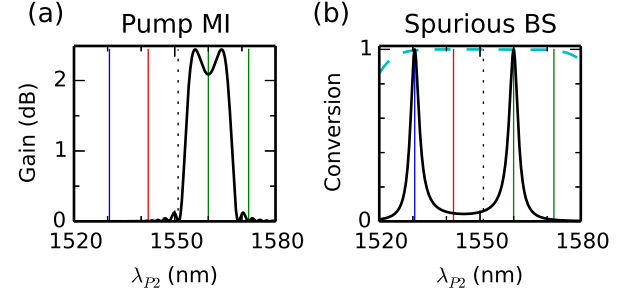 (a) Pump MI
Gain (dB)
2
1
0
1520 1550 1580
λP2 (nm)
(b) Spurious BS
Conversion
1
0
1520 1550 1580
λP2 (nm)